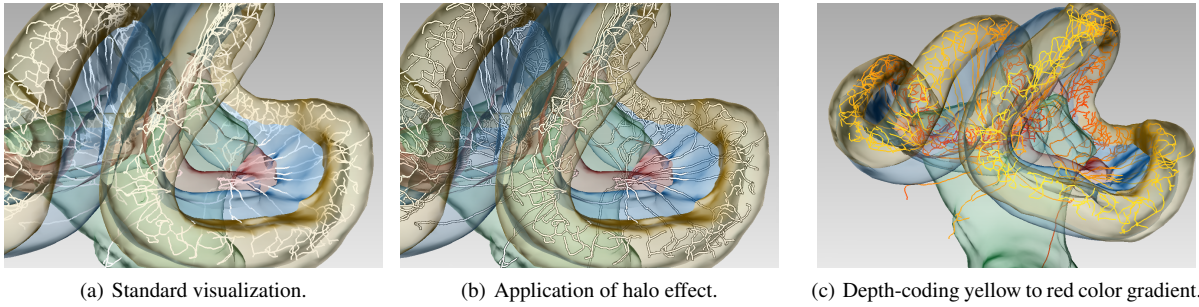 (a) Standard visualization.
(b) Application of halo effect.
(c) Depth-coding yellow to red color gradient.